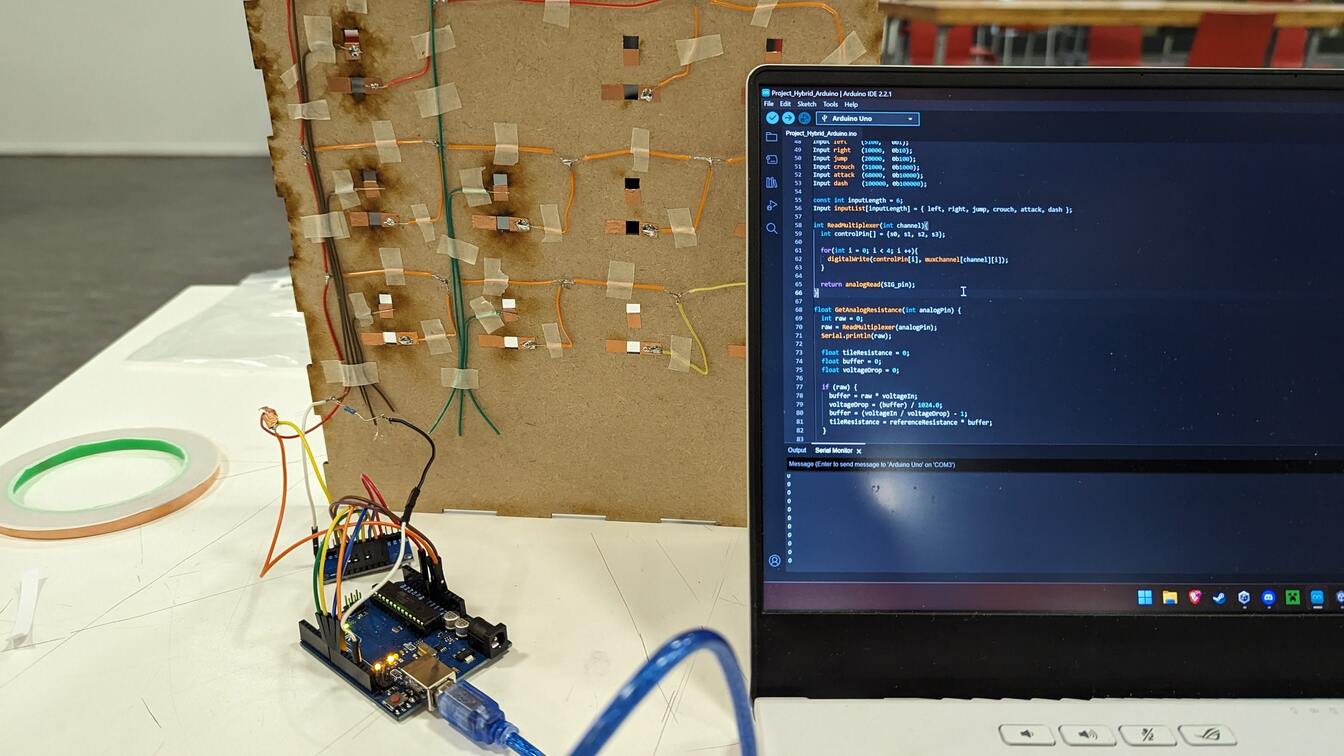 Project_Hybrid_Arduino | Arduino IDE 2.2.1
File Edit Sketch Tools Help
Arduino Uno
Project_Hybrid_Arduino.ino
48 Input left (5100, 0b1);
49 Input right (10000, 0b10);
50 Input jump (20000, 0b100);
51 Input crouch (51000, 0b1000);
52 Input attack (68000, 0b10000);
53 Input dash (100000, 0b100000);
54
55 const int inputLength = 6;
56 Input inputList[inputLength] = { left, right, jump, crouch, attack, dash };
57
58 int ReadMultiplexer(int channel){
59 int controlPin[] = {s0, s1, s2, s3};
60
61 for(int i = 0; i < 4; i ++){
62 digitalWrite(controlPin[i], muxChannel[channel][i]);
63 }
64
65 return analogRead(SIG_pin);
66 }
67
68 float GetAnalogResistance(int analogPin) {
69 int raw = 0;
70 raw = ReadMultiplexer(analogPin);
71 Serial.println(raw);
72
73 float tileResistance = 0;
74 float buffer = 0;
75 float voltageDrop = 0;
76
77 if (raw) {
78 buffer = raw * voltageIn;
79 voltageDrop = (buffer) / 1024.0;
80 buffer = (voltageIn / voltageDrop) - 1;
81 tileResistance = referenceResistance * buffer;
82 }
83
Output Serial Monitor
Message (Enter to send message to 'Arduino Uno' on 'COM3')
0
0
0
0
0
0
0
0
0
0
0